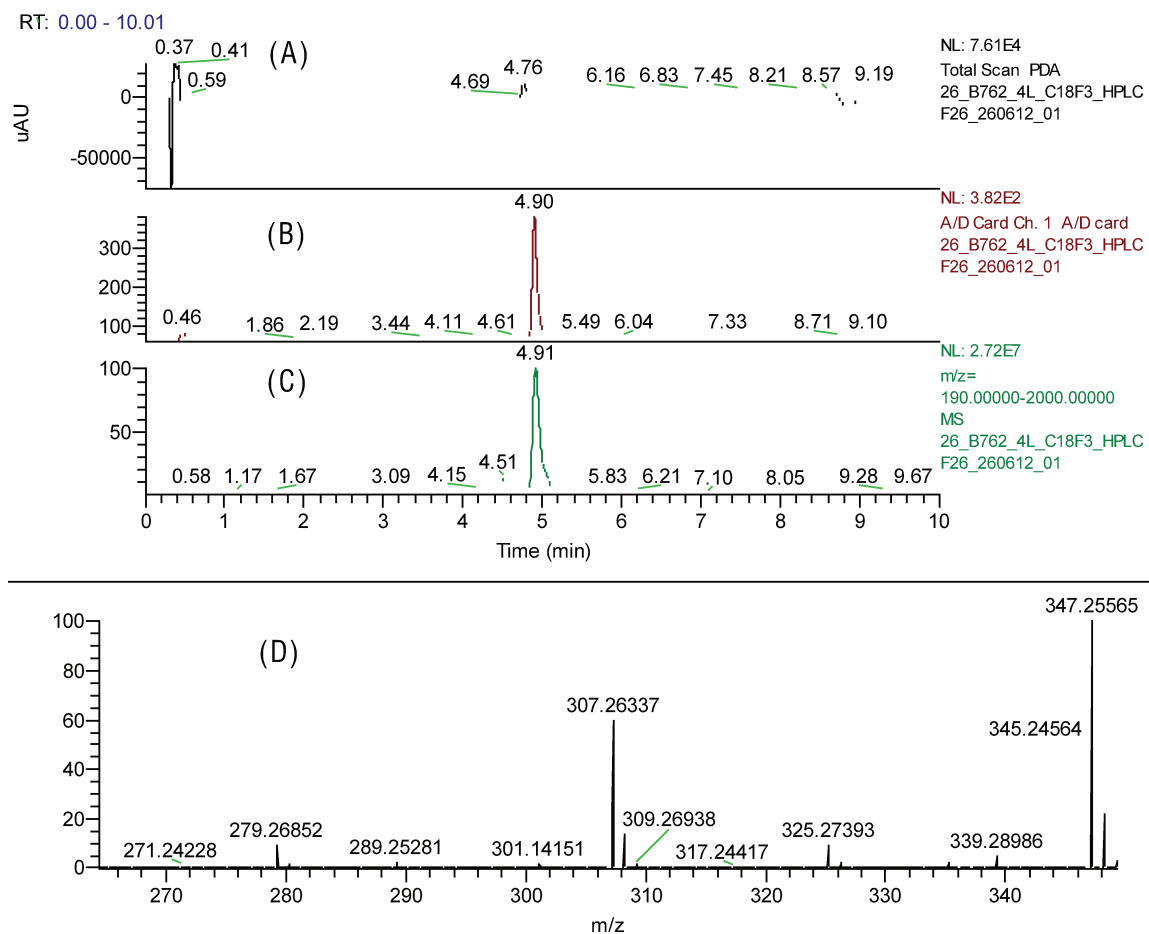 RT: 0.00 - 10.01
(A)
0.37
0.41
0.59
4.69
4.76
6.16
6.83
7.45
8.21
8.57
9.19
0
-50000
uAU
NL: 7.61E4
Total Scan PDA
26_B762_4L_C18F3_HPLC
F26_260612_01
(B)
4.90
300
200
100
0.46
1.86
2.19
3.44
4.11
4.61
5.49
6.04
7.33
8.71
9.10
NL: 3.82E2
A/D Card Ch. 1 A/D card
26_B762_4L_C18F3_HPLC
F26_260612_01
(C)
4.91
100
50
0.58
1.17
1.67
3.09
4.15
4.51
5.83
6.21
7.10
8.05
9.28
9.67
NL: 2.72E7
m/z=
190.00000-2000.00000
MS
26_B762_4L_C18F3_HPLC
F26_260612_01
0 1 2 3 4 5 6 7 8 9 10
Time (min)
(D)
100
80
60
40
20
0
271.24228
279.26852
289.25281
301.14151
307.26337
309.26938
317.24417
325.27393
339.28986
345.24564
347.25565
270 280 290 300 310 320 330 340
m/z